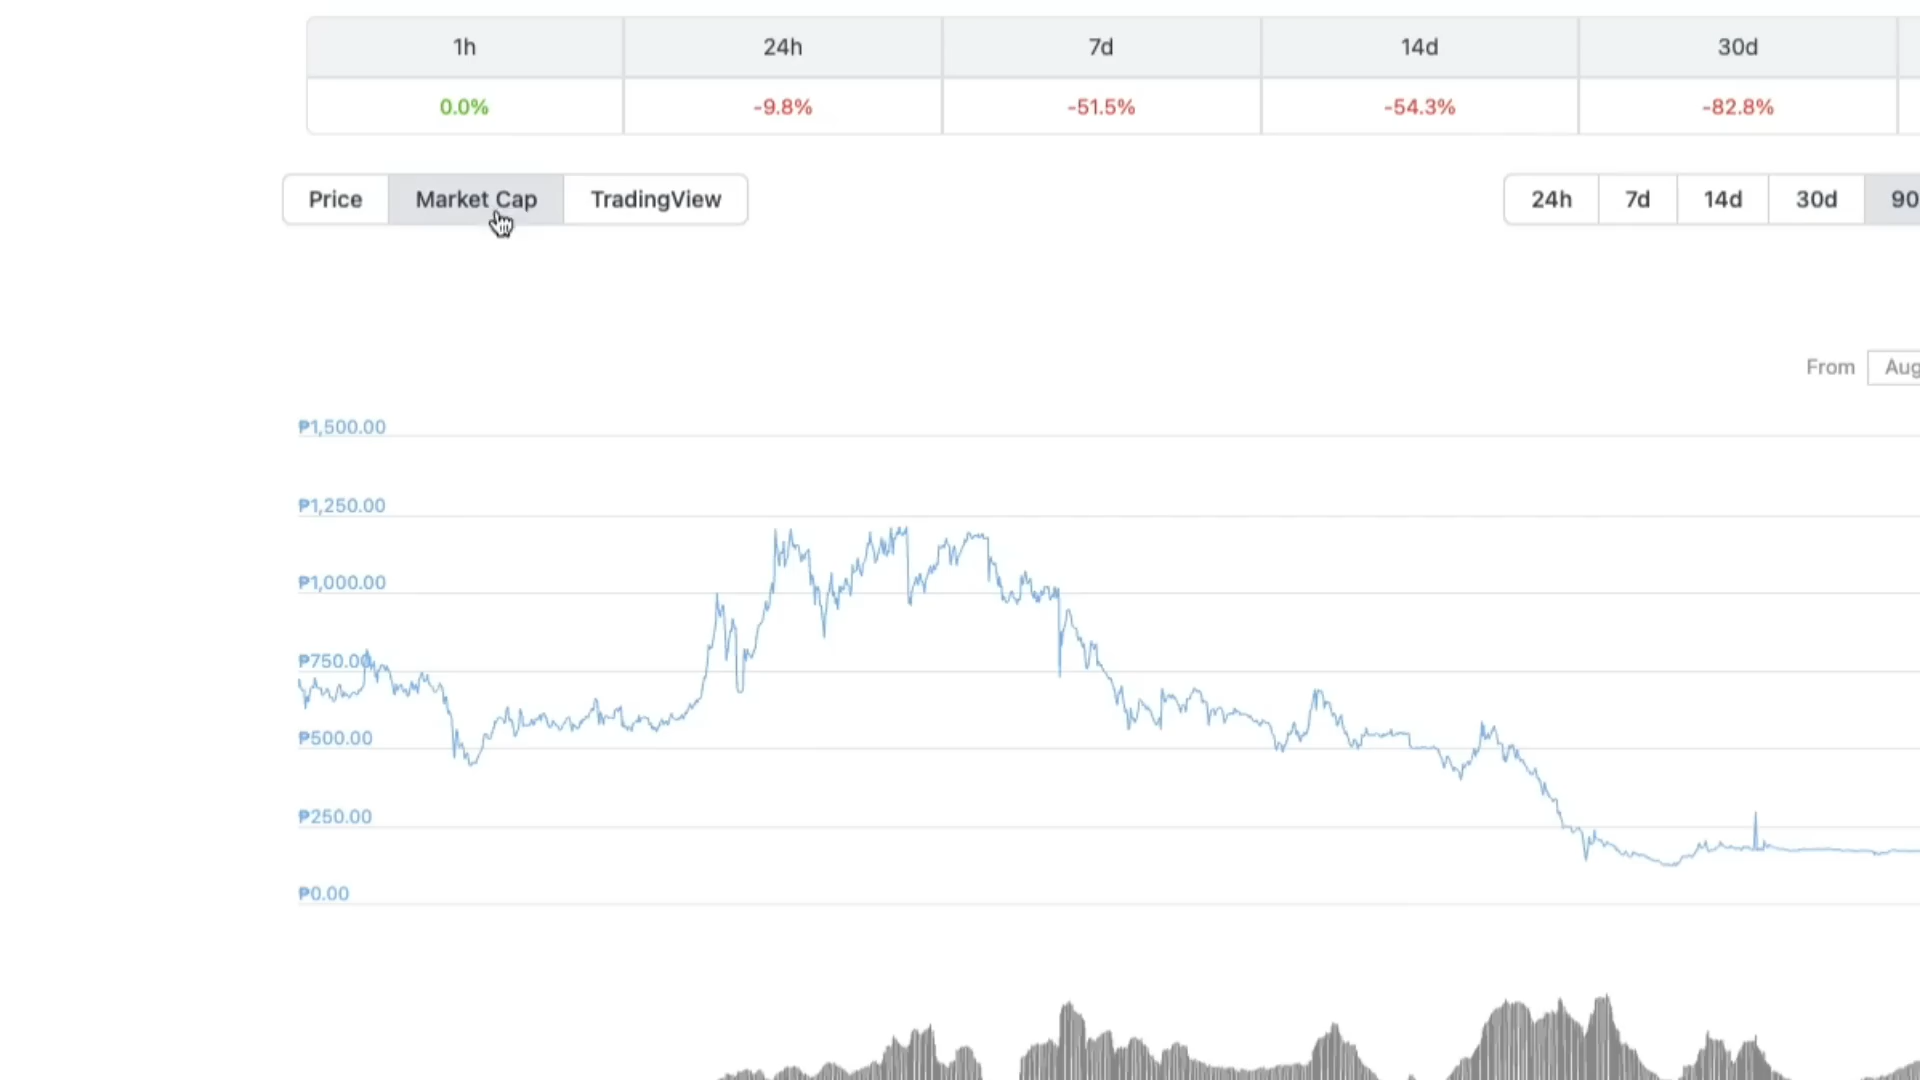 1h 24h 7d 14d 30d
0.0% -9.8% -51.5% -54.3% -82.8%
Price Market Cap TradingView 24h 7d 14d 30d 90
From Aug
₱1,500.00
₱1,250.00
₱1,000.00
₱750.00
₱500.00
₱250.00
₱0.00